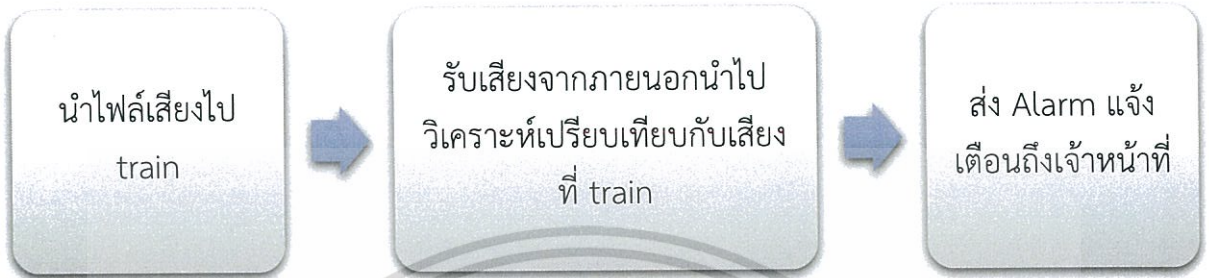 นำไฟล์เสียงไป
train
รับเสียงจากภายนอกนำไป
วิเคราะห์เปรียบเทียบกับเสียง
ที่ train
ส่ง Alarm แจ้ง
เตือนถึงเจ้าหน้าที่